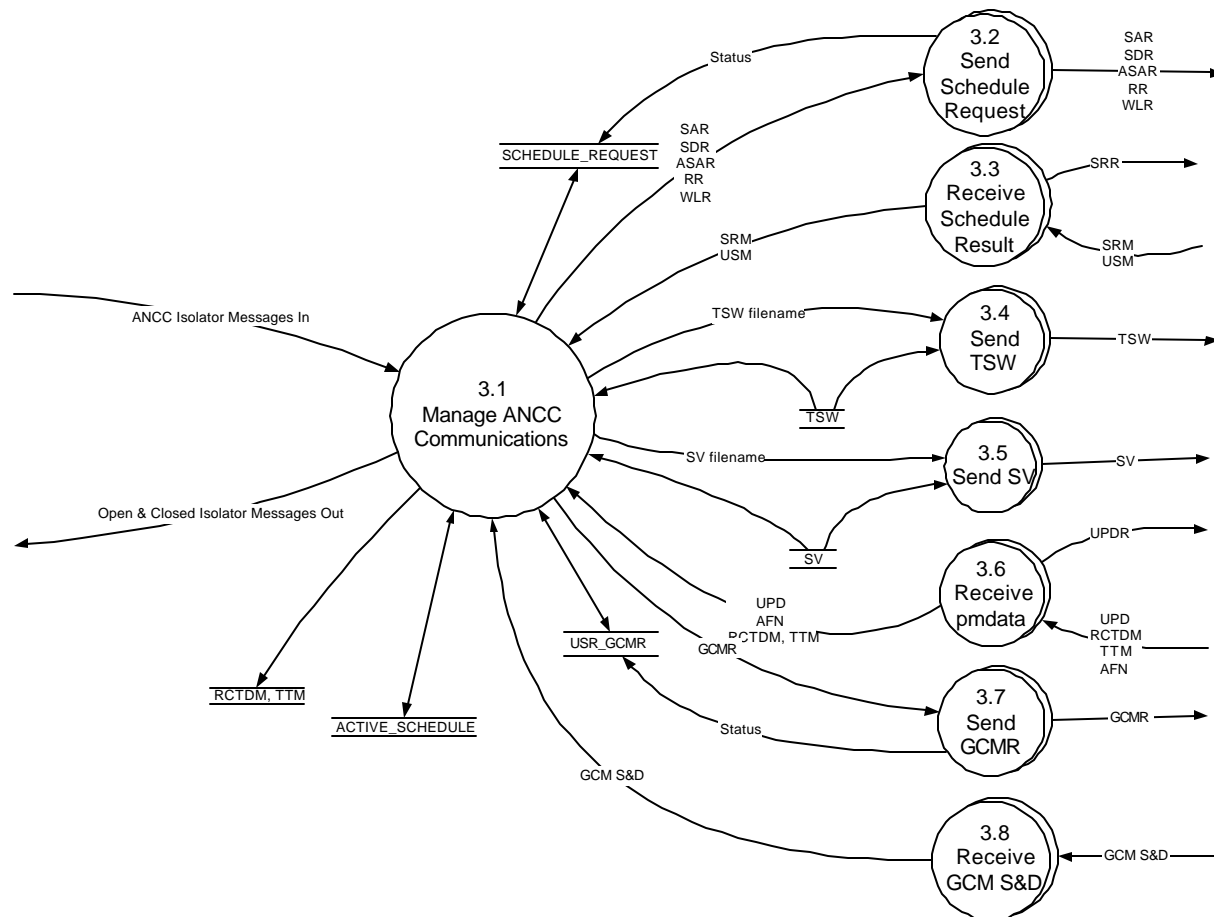 3.2
Send
Schedule
Request
SAR
SDR
ASAR
RR
WLR
Status
SAR
SDR
ASAR
RR
WLR
SCHEDULE_REQUEST
3.3
Receive
Schedule
Result
SRR
SRM
USM
SRM
USM
ANCC Isolator Messages In
TSW filename
3.4
Send
TSW
TSW
TSW
3.1
Manage ANCC
Communications
SV filename
3.5
Send SV
SV
SV
Open & Closed Isolator Messages Out
UPDR
3.6
Receive
pmdata
UPD
AFN
RCTDM, TTM
UPD
RCTDM
TTM
AFN
USR_GCMR
GCMR
RCTDM, TTM
ACTIVE_SCHEDULE
Status
3.7
Send
GCMR
GCMR
GCM S&D
3.8
Receive
GCM S&D
GCM S&D